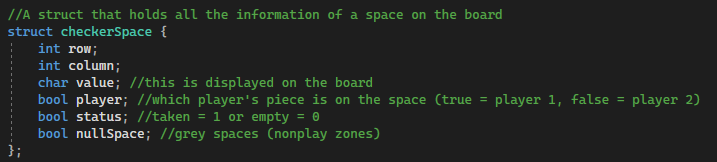 //A struct that holds all the information of a space on the board
struct checkerSpace {
    int row;
    int column;
    char value; //this is displayed on the board
    bool player; //which player's piece is on the space (true = player 1, false = player 2)
    bool status; //taken = 1 or empty = 0
    bool nullSpace; //grey spaces (nonplay zones)
};